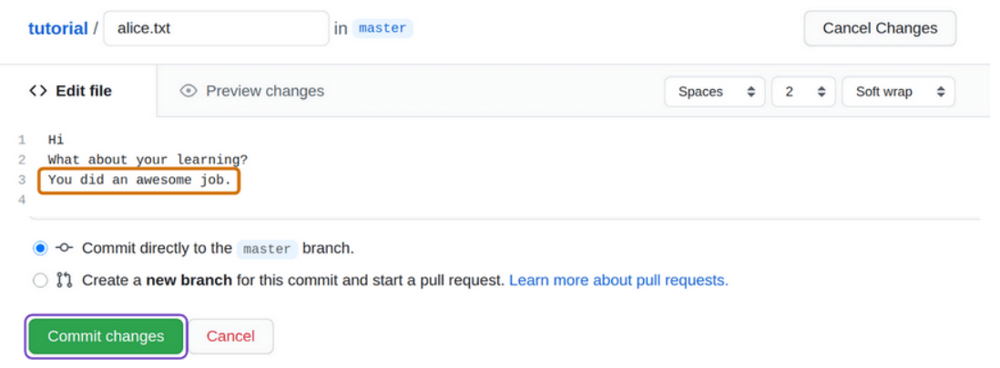 tutorial / alice.txt in master Cancel Changes
<> Edit file Preview changes Spaces 2 Soft wrap
1 Hi
2 What about your learning?
3 You did an awesome job.
4
Commit directly to the master branch.
Create a new branch for this commit and start a pull request. Learn more about pull requests.
Commit changes Cancel